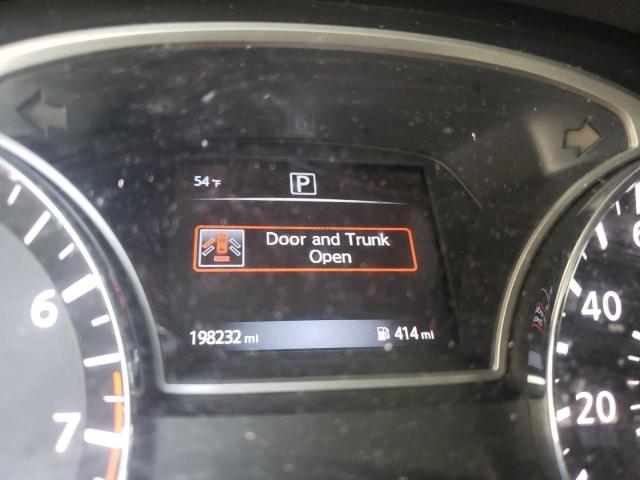 54 °F
P
Door and Trunk
Open
198232 mi
414 mi
6
7
40
20